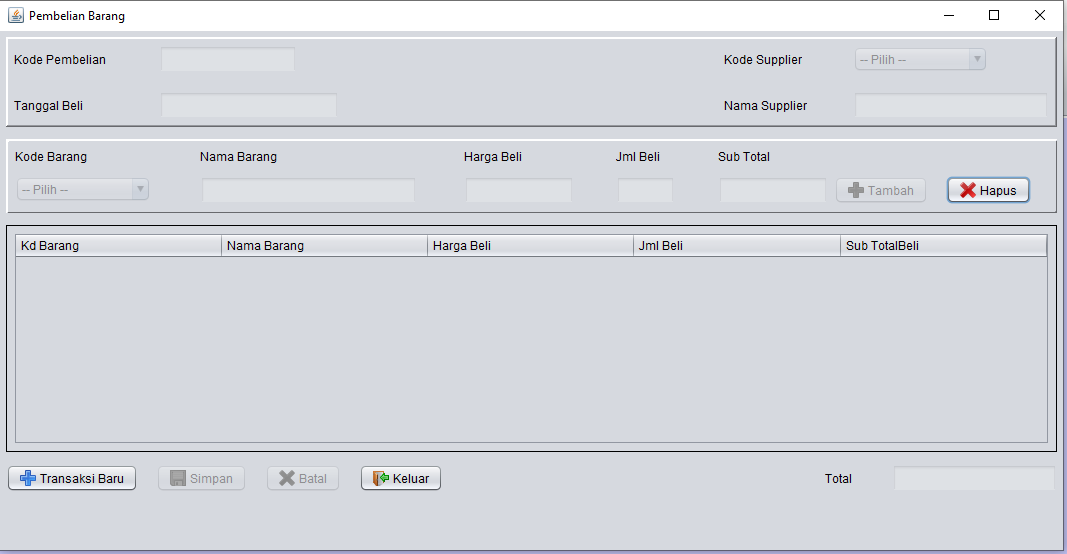 Pembelian Barang
Kode Pembelian Kode Supplier -- Pilih --
Tanggal Beli Nama Supplier
Kode Barang Nama Barang Harga Beli Jml Beli Sub Total
-- Pilih -- Tambah Hapus
Kd Barang Nama Barang Harga Beli Jml Beli Sub TotalBeli
Transaksi Baru Simpan Batal Keluar Total